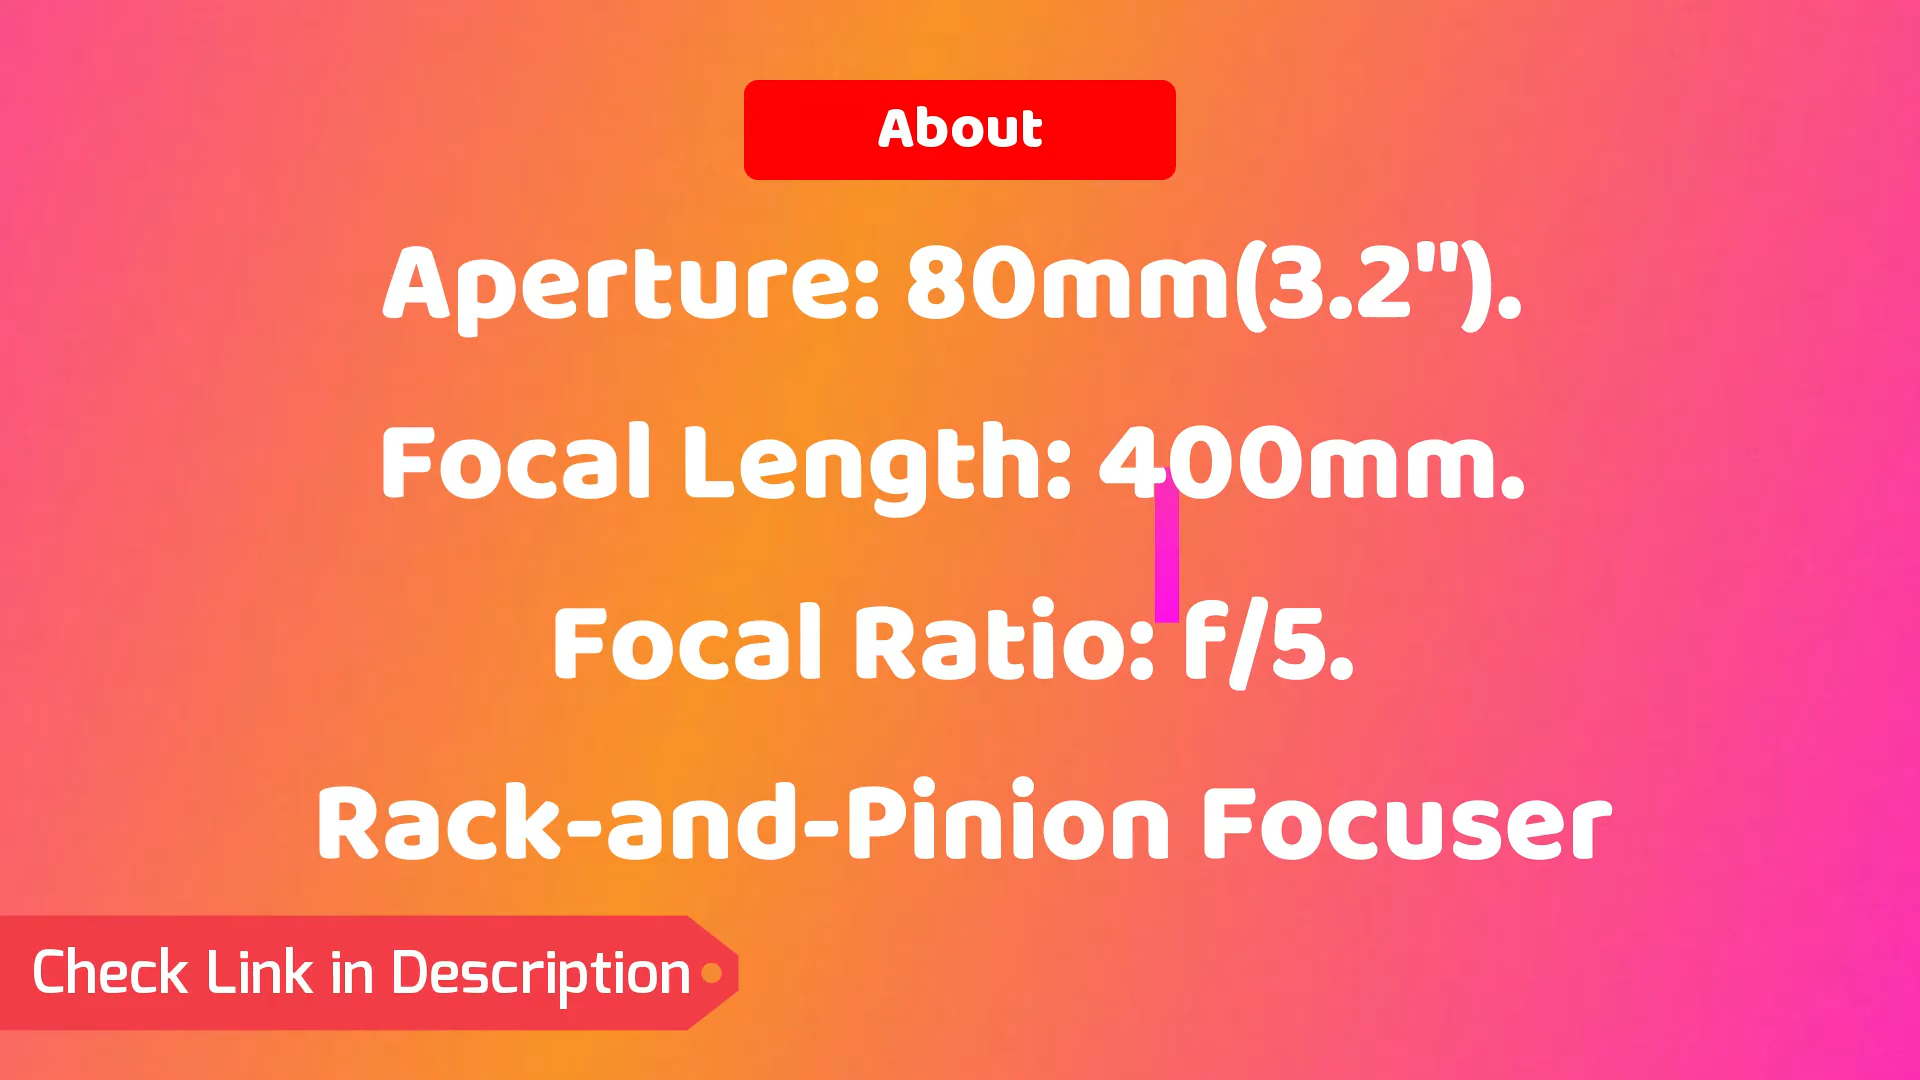 About
Aperture: 80mm(3.2").
Focal Length: 400mm.
Focal Ratio: f/5.
Rack-and-Pinion Focuser
Check Link in Description